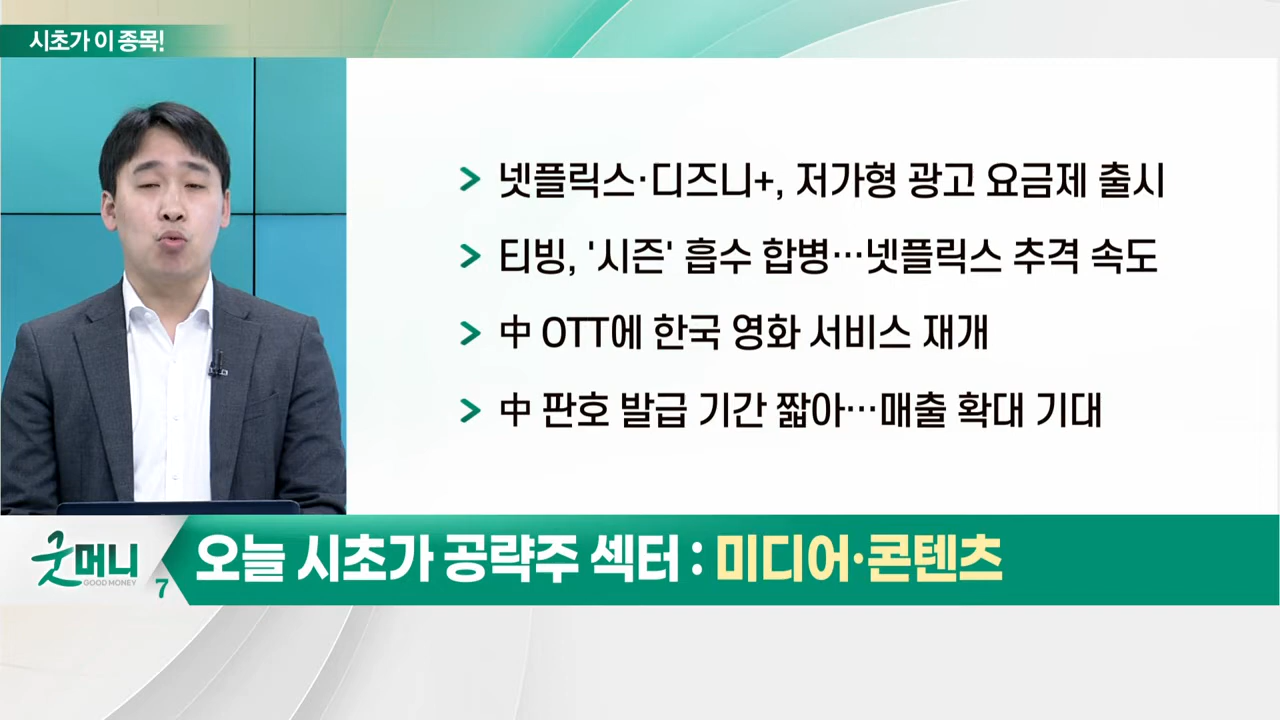 시초가 이 종목!
> 넷플릭스·디즈니+, 저가형 광고 요금제 출시
> 티빙, '시즌' 흡수 합병…넷플릭스 추격 속도
> 中 OTT에 한국 영화 서비스 재개
> 中 판호 발급 기간 짧아…매출 확대 기대
굿머니
GOOD MONEY
7
오늘 시초가 공략주 섹터 : 미디어·콘텐츠